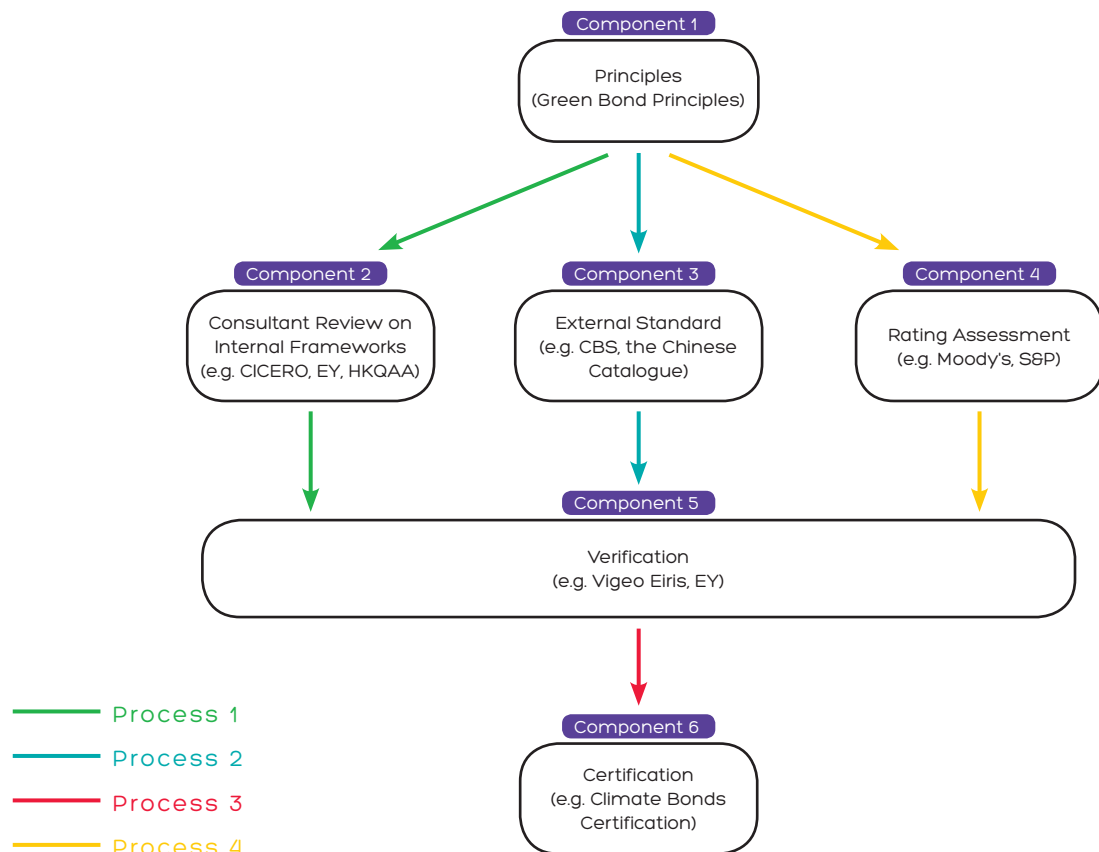 Component 1
Principles
(Green Bond Principles)
Component 2
Consultant Review on
Internal Frameworks
(e.g. CICERO, EY, HKQAA)
Component 3
External Standard
(e.g. CBS, the Chinese
Catalogue)
Component 4
Rating Assessment
(e.g. Moody's, S&P)
Component 5
Verification
(e.g. Vigeo Eiris, EY)
Component 6
Certification
(e.g. Climate Bonds
Certification)
Process 1
Process 2
Process 3
Process 4